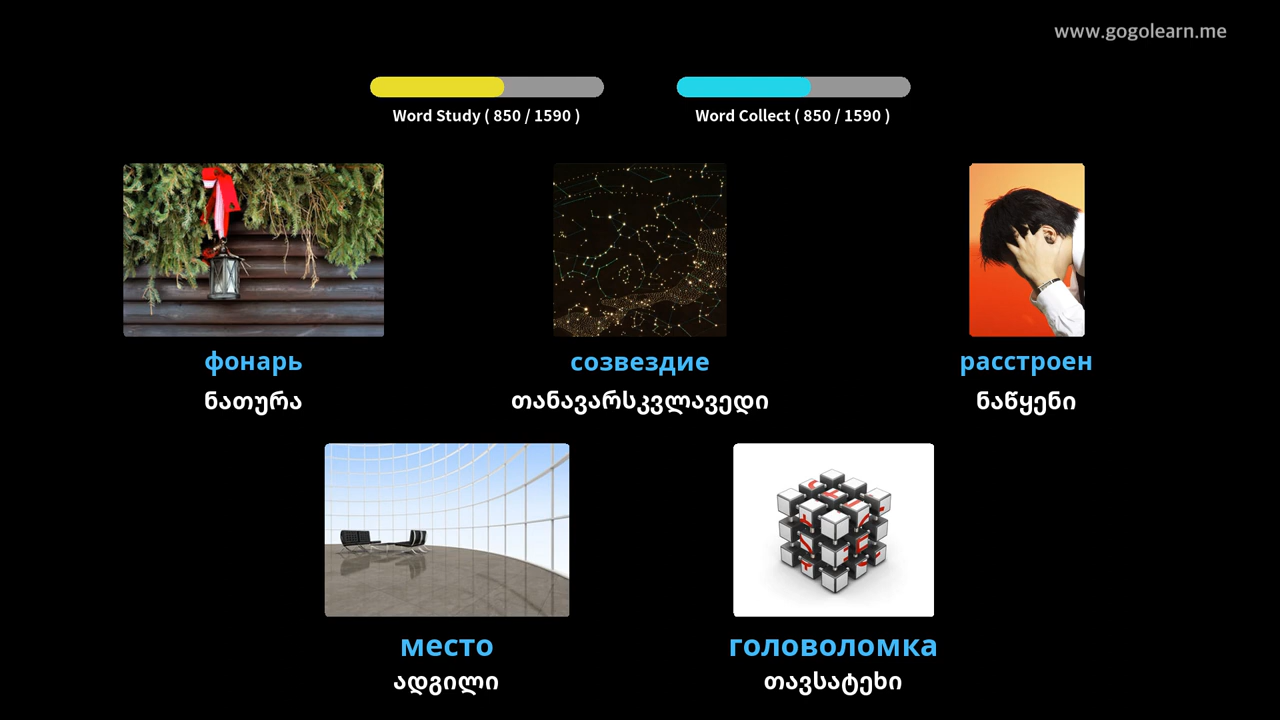 www.gogolearn.me
Word Study ( 850 / 1590 )
Word Collect ( 850 / 1590 )
фонарь
ნათურა
созвездие
თანავარსკვლავედი
расстроен
ნაწყენი
место
ადგილი
головоломка
თავსატეხი